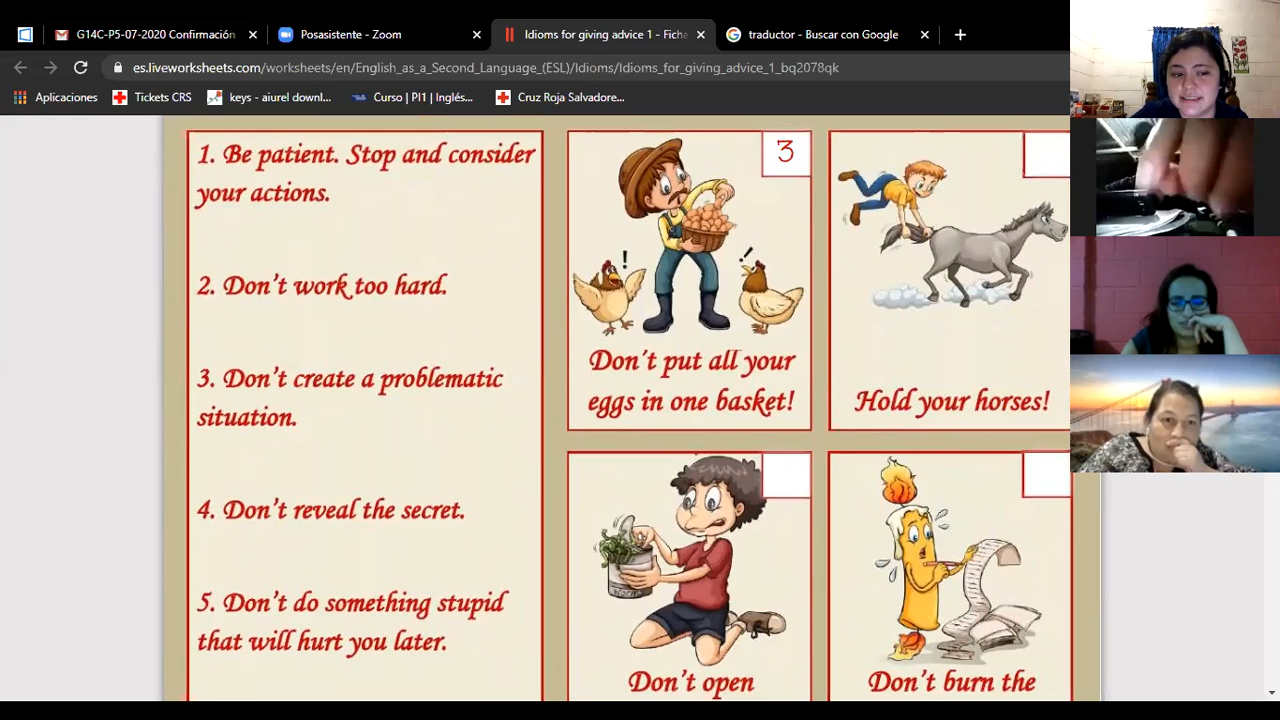 G14C-P5-07-2020 Confirmación
Posasistente - Zoom
Idioms for giving advice 1 - Ficha
traductor - Buscar con Google
es.liveworksheets.com/worksheets/en/English_as_a_Second_Language_(ESL)/Idioms/Idioms_for_giving_advice_1_bq2078qk
Aplicaciones
Tickets CRS
keys - aiurel downl...
Curso | PI1 | Inglés...
Cruz Roja Salvadore...
1. Be patient. Stop and consider
your actions.
2. Don't work too hard.
3. Don't create a problematic
situation.
4. Don't reveal the secret.
5. Don't do something stupid
that will hurt you later.
3
Don't put all your
eggs in one basket!
Hold your horses!
Don't open
Don't burn the